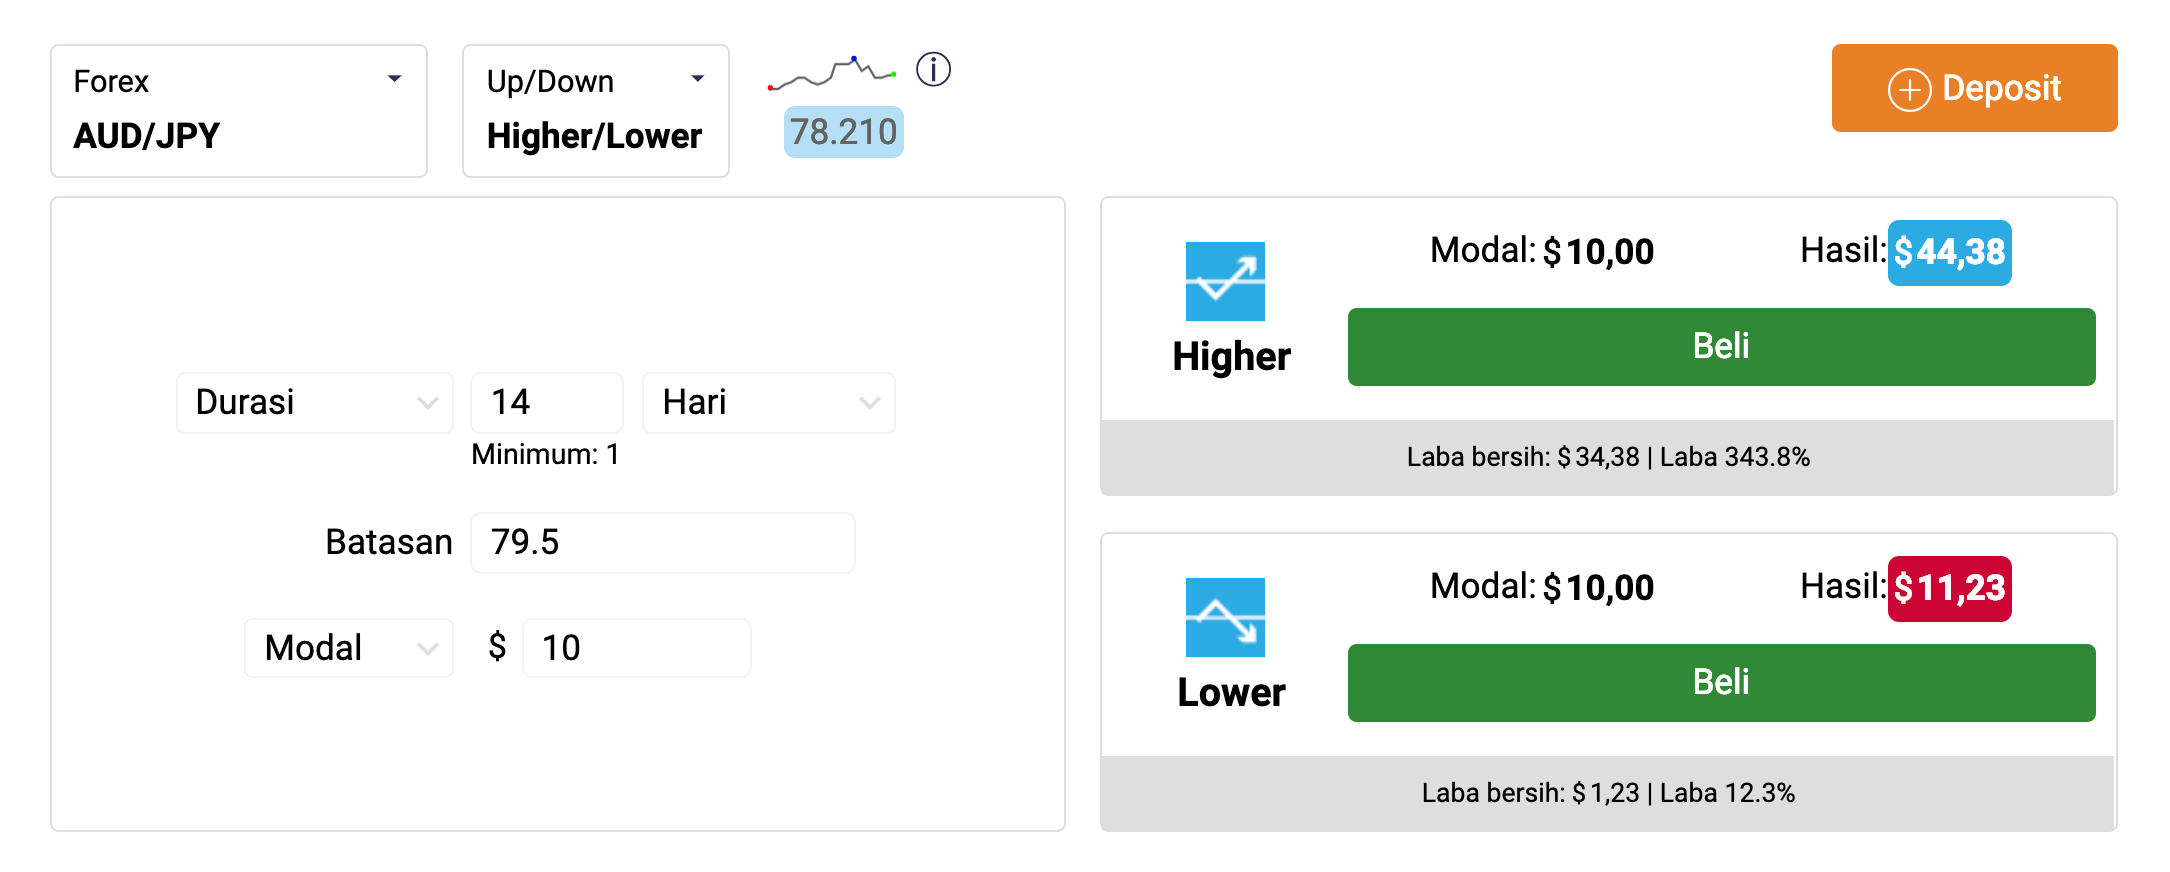 Forex
AUD/JPY
Up/Down
Higher/Lower
78.210
Deposit
Durasi 14 Hari
Minimum: 1
Batasan 79.5
Modal $ 10
Higher
Modal: $10,00 Hasil: $44,38
Beli
Laba bersih: $34,38 | Laba 343.8%
Lower
Modal: $10,00 Hasil: $11,23
Beli
Laba bersih: $1,23 | Laba 12.3%